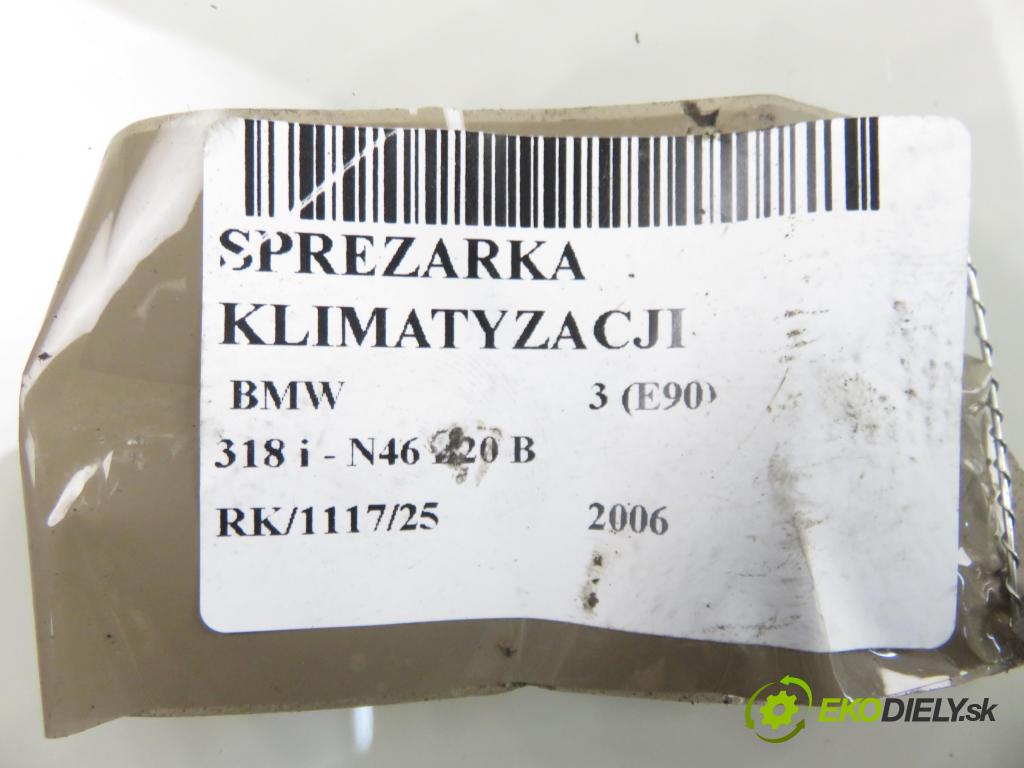 SPREZARKA
KLIMATYZACJI
BMW 3 (E90)
318 i - N46 B
RK/1117/25 2006
EKODIELY.sk